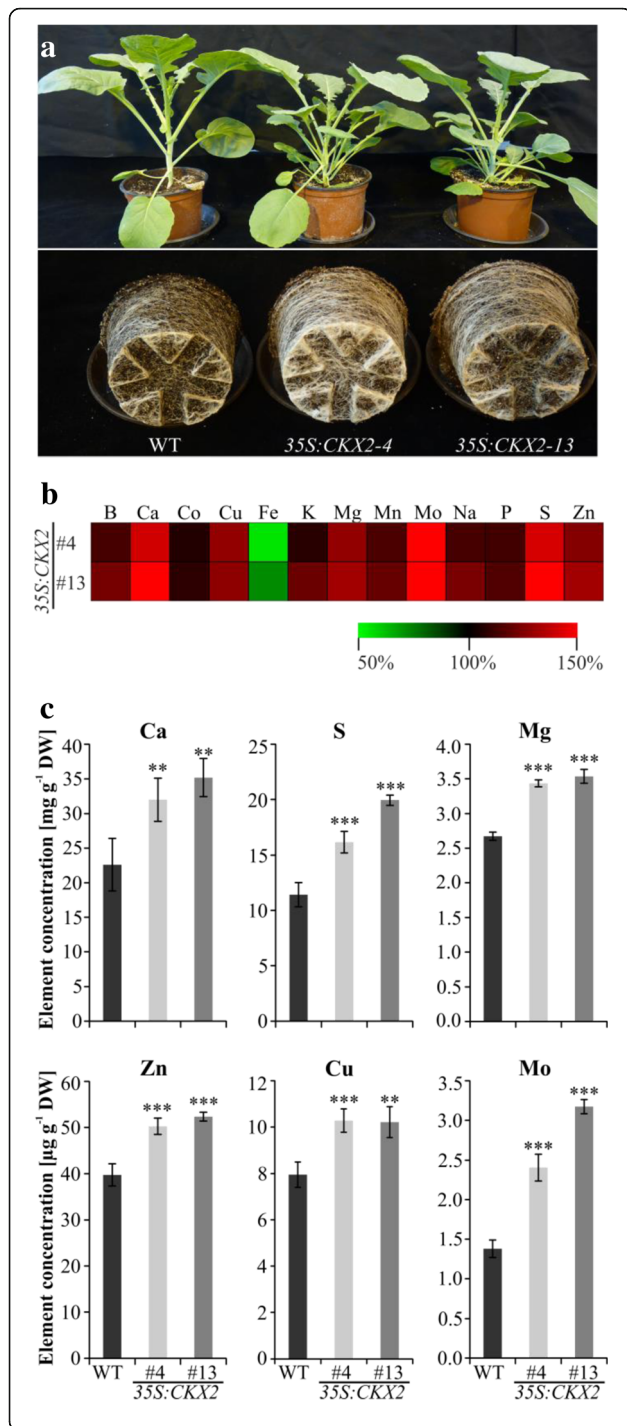 a
WT 35S:CKX2-4 35S:CKX2-13
b
B Ca Co Cu Fe K Mg Mn Mo Na P S Zn
35S:CKX2
#4
#13
50% 100% 150%
c
Ca
S
Mg
Element concentration [mg g-1 DW]
40
35
30
25
20
15
10
5
0
** **
25
20
15
10
5
0
*** ***
4.0
3.5
3.0
2.5
2.0
1.5
1.0
0.5
0.0
*** ***
Zn
Cu
Mo
Element concentration [µg g-1 DW]
60
50
40
30
20
10
0
*** ***
12
10
8
6
4
2
0
*** **
3.5
3.0
2.5
2.0
1.5
1.0
0.5
0.0
*** ***
WT #4 #13
35S:CKX2
WT #4 #13
35S:CKX2
WT #4 #13
35S:CKX2